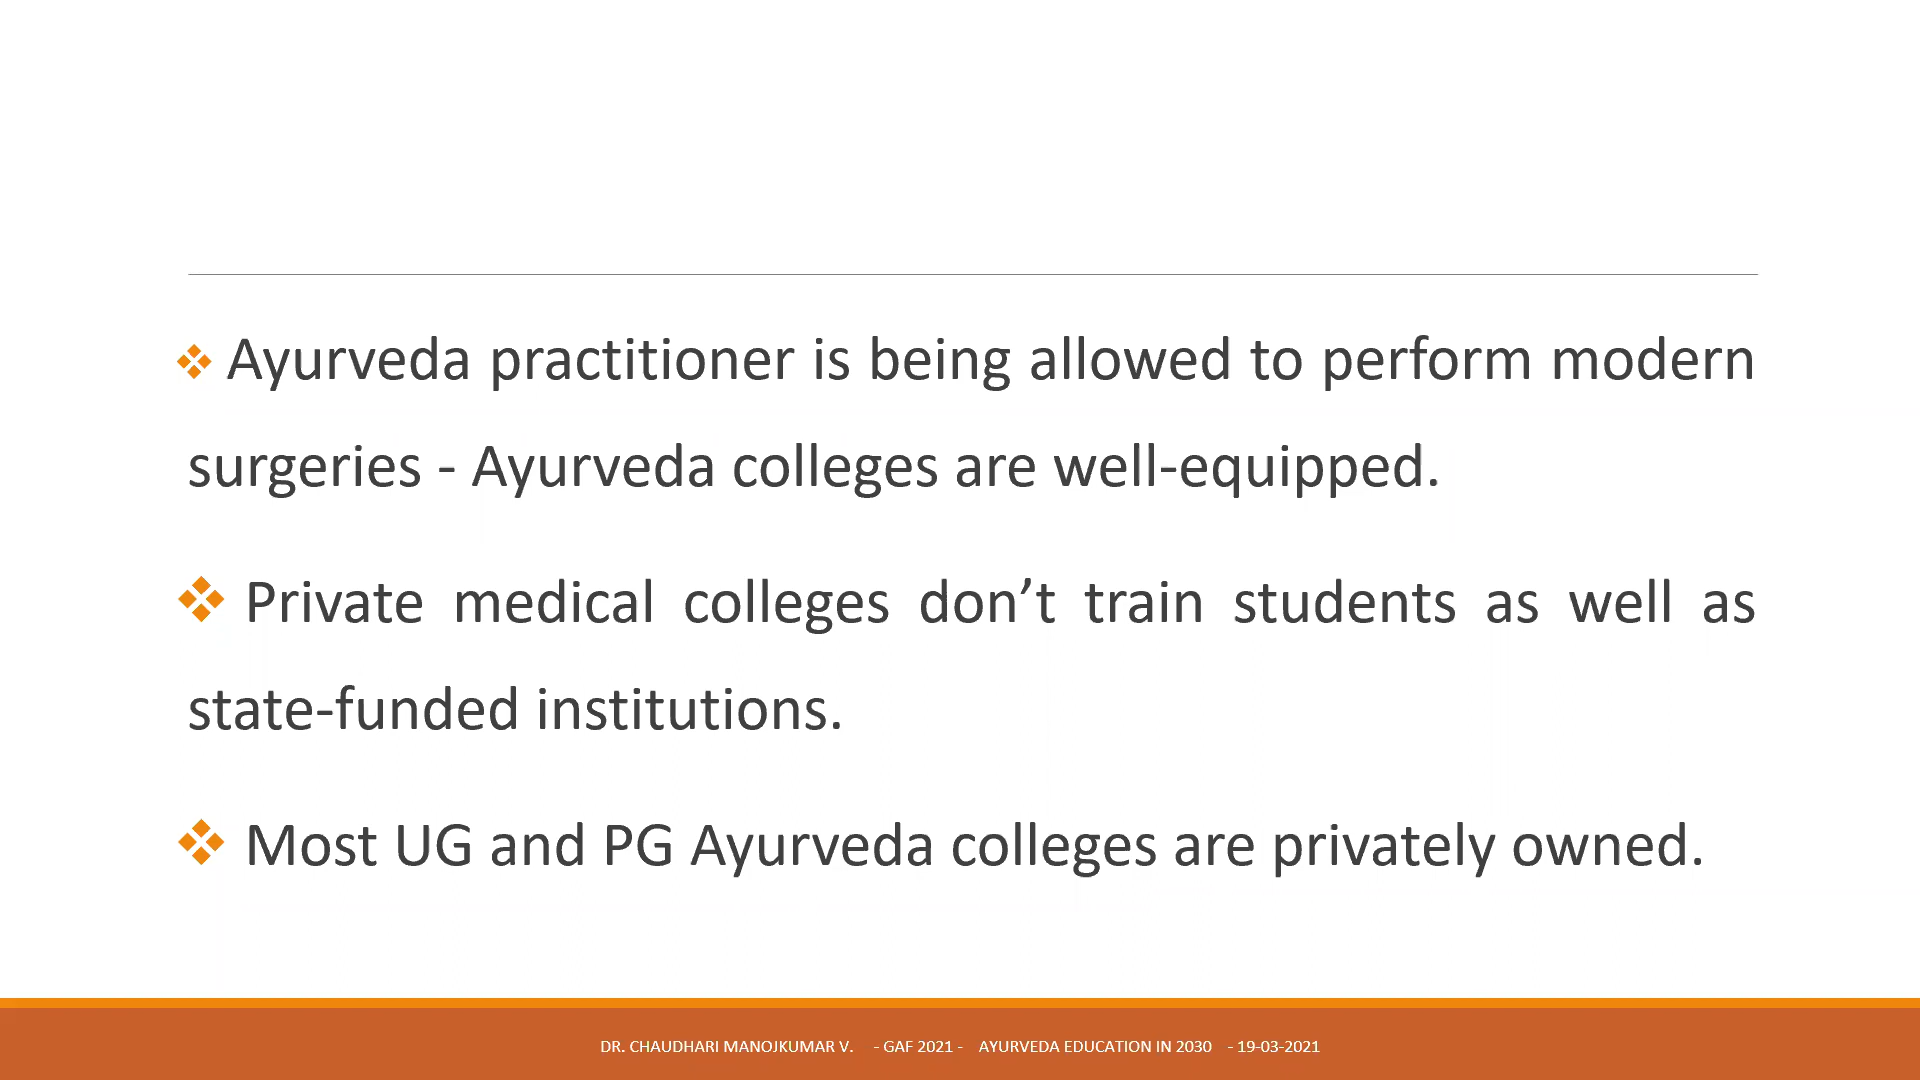 ❖ Ayurveda practitioner is being allowed to perform modern
surgeries - Ayurveda colleges are well-equipped.
❖ Private medical colleges don’t train students as well as
state-funded institutions.
❖ Most UG and PG Ayurveda colleges are privately owned.
DR. CHAUDHARI MANOJKUMAR V. - GAF 2021 - AYURVEDA EDUCATION IN 2030 - 19-03-2021